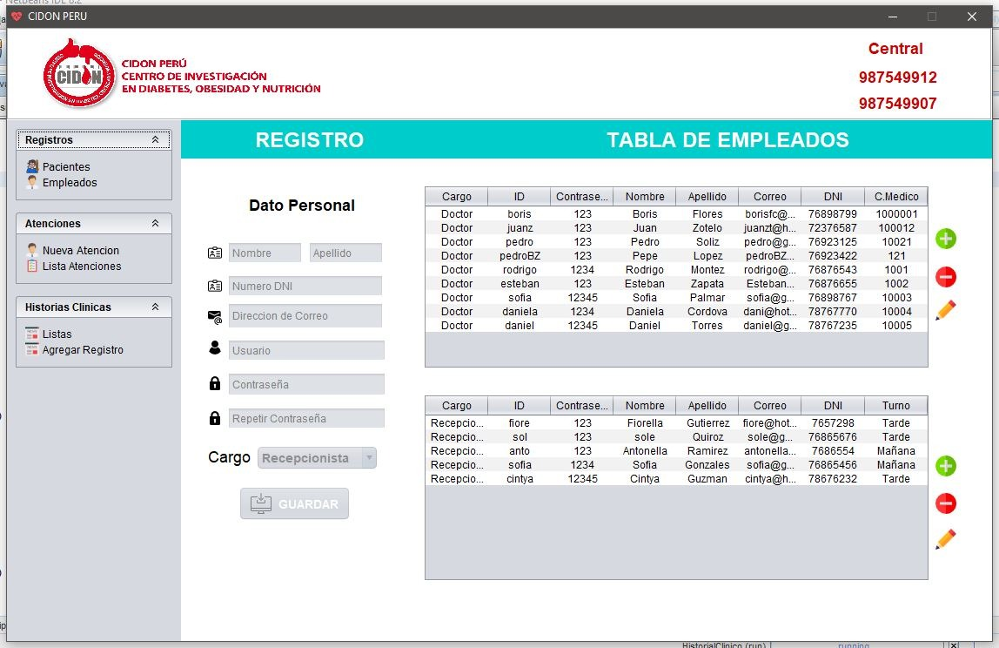 NetBeans IDE 8.2
CIDON PERU
CIDON
CIDON PERÚ
CENTRO DE INVESTIGACIÓN
EN DIABETES, OBESIDAD Y NUTRICIÓN
Central
987549912
987549907
Registros
Pacientes
Empleados
Atenciones
Nueva Atencion
Lista Atenciones
Historias Clinicas
Listas
Agregar Registro
REGISTRO
TABLA DE EMPLEADOS
Dato Personal
Nombre Apellido
Numero DNI
Direccion de Correo
Usuario
Contraseña
Repetir Contraseña
Cargo Recepcionista
GUARDAR
Cargo ID Contrase... Nombre Apellido Correo DNI C.Medico
Doctor boris 123 Boris Flores borisfc@... 76898799 1000001
Doctor juanz 123 Juan Zotelo juanzt@h... 72376587 100012
Doctor pedro 123 Pedro Soliz pedro@g... 76923125 10021
Doctor pedroBZ 123 Pepe Lopez pedroBZ... 76923422 121
Doctor rodrigo 1234 Rodrigo Montez rodrigo@... 76876543 1001
Doctor esteban 123 Esteban Zapata Esteban... 76876655 1002
Doctor sofia 12345 Sofia Palmar sofia@g... 76898767 10003
Doctor daniela 1234 Daniela Cordova dani@hot... 78767770 10004
Doctor daniel 12345 Daniel Torres daniel@g... 78767235 10005
Cargo ID Contrase... Nombre Apellido Correo DNI Turno
Recepcio... fiore 123 Fiorella Gutierrez fiore@hot... 7657298 Tarde
Recepcio... sol 123 sole Quiroz sole@g... 76865676 Tarde
Recepcio... anto 123 Antonella Ramirez antonella... 7686554 Mañana
Recepcio... sofia 1234 Sofia Gonzales sofia@g... 76865456 Mañana
Recepcio... cintya 12345 Cintya Guzman cintya@h... 78676232 Tarde
HistorialClinico (run) running...